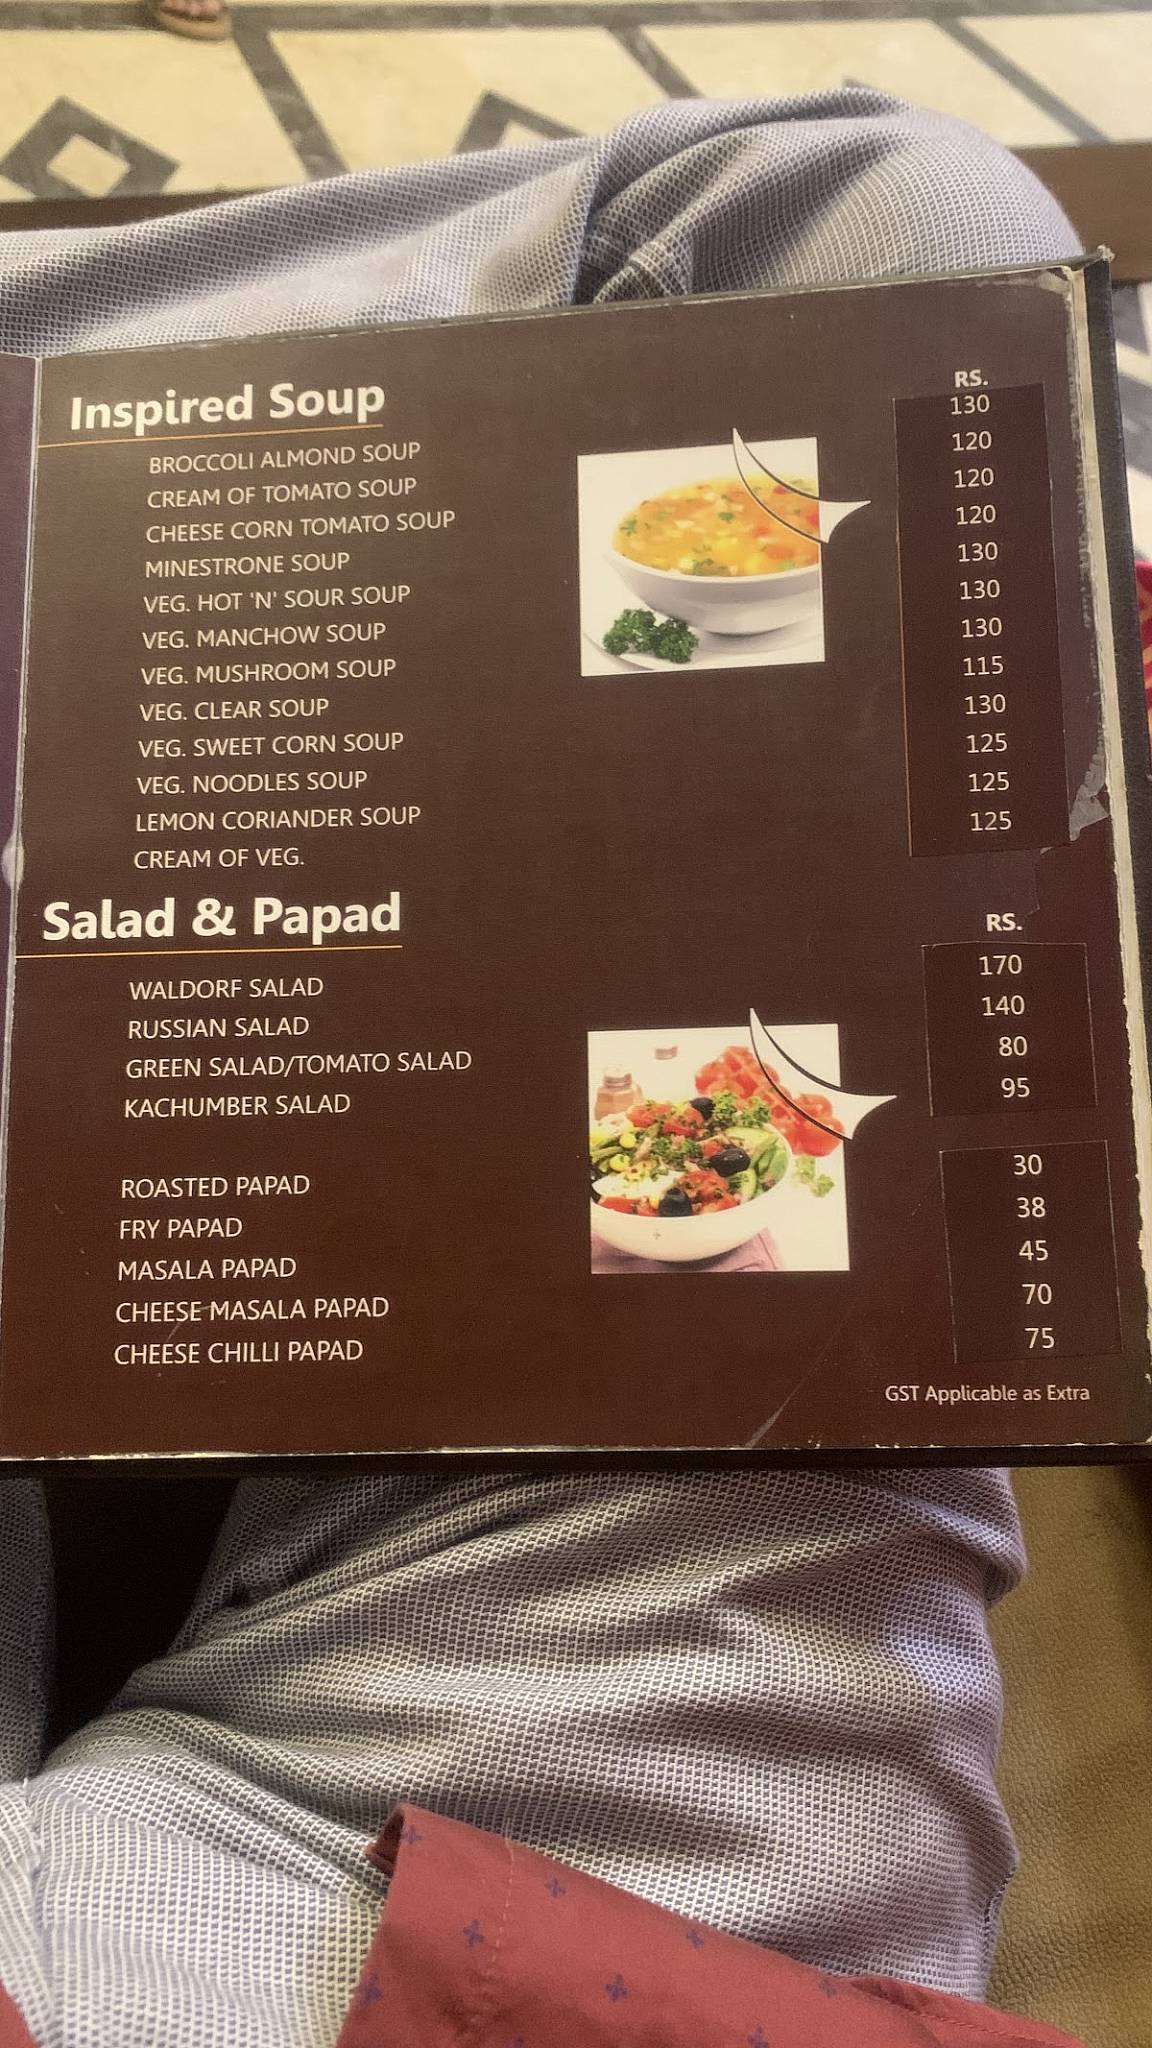 Inspired Soup RS.
BROCCOLI ALMOND SOUP 130
CREAM OF TOMATO SOUP 120
CHEESE CORN TOMATO SOUP 120
MINESTRONE SOUP 120
VEG. HOT 'N' SOUR SOUP 130
VEG. MANCHOW SOUP 130
VEG. MUSHROOM SOUP 130
VEG. CLEAR SOUP 115
VEG. SWEET CORN SOUP 130
VEG. NOODLES SOUP 125
LEMON CORIANDER SOUP 125
CREAM OF VEG. 125
Salad & Papad RS.
WALDORF SALAD 170
RUSSIAN SALAD 140
GREEN SALAD/TOMATO SALAD 80
KACHUMBER SALAD 95
ROASTED PAPAD 30
FRY PAPAD 38
MASALA PAPAD 45
CHEESE MASALA PAPAD 70
CHEESE CHILLI PAPAD 75
GST Applicable as Extra